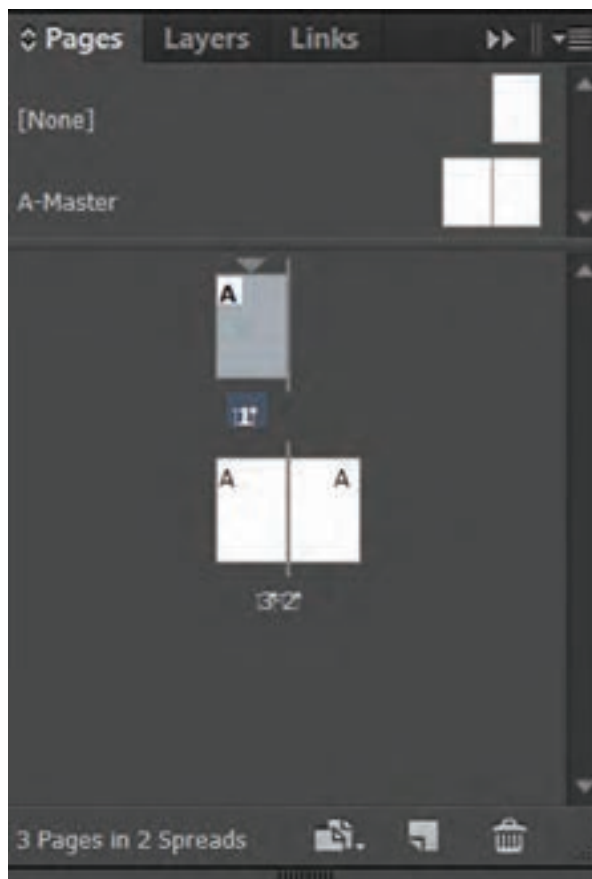 Pages Layers Links
[None]
A-Master
A
"1"
A A
"3"-"2"
3 Pages in 2 Spreads